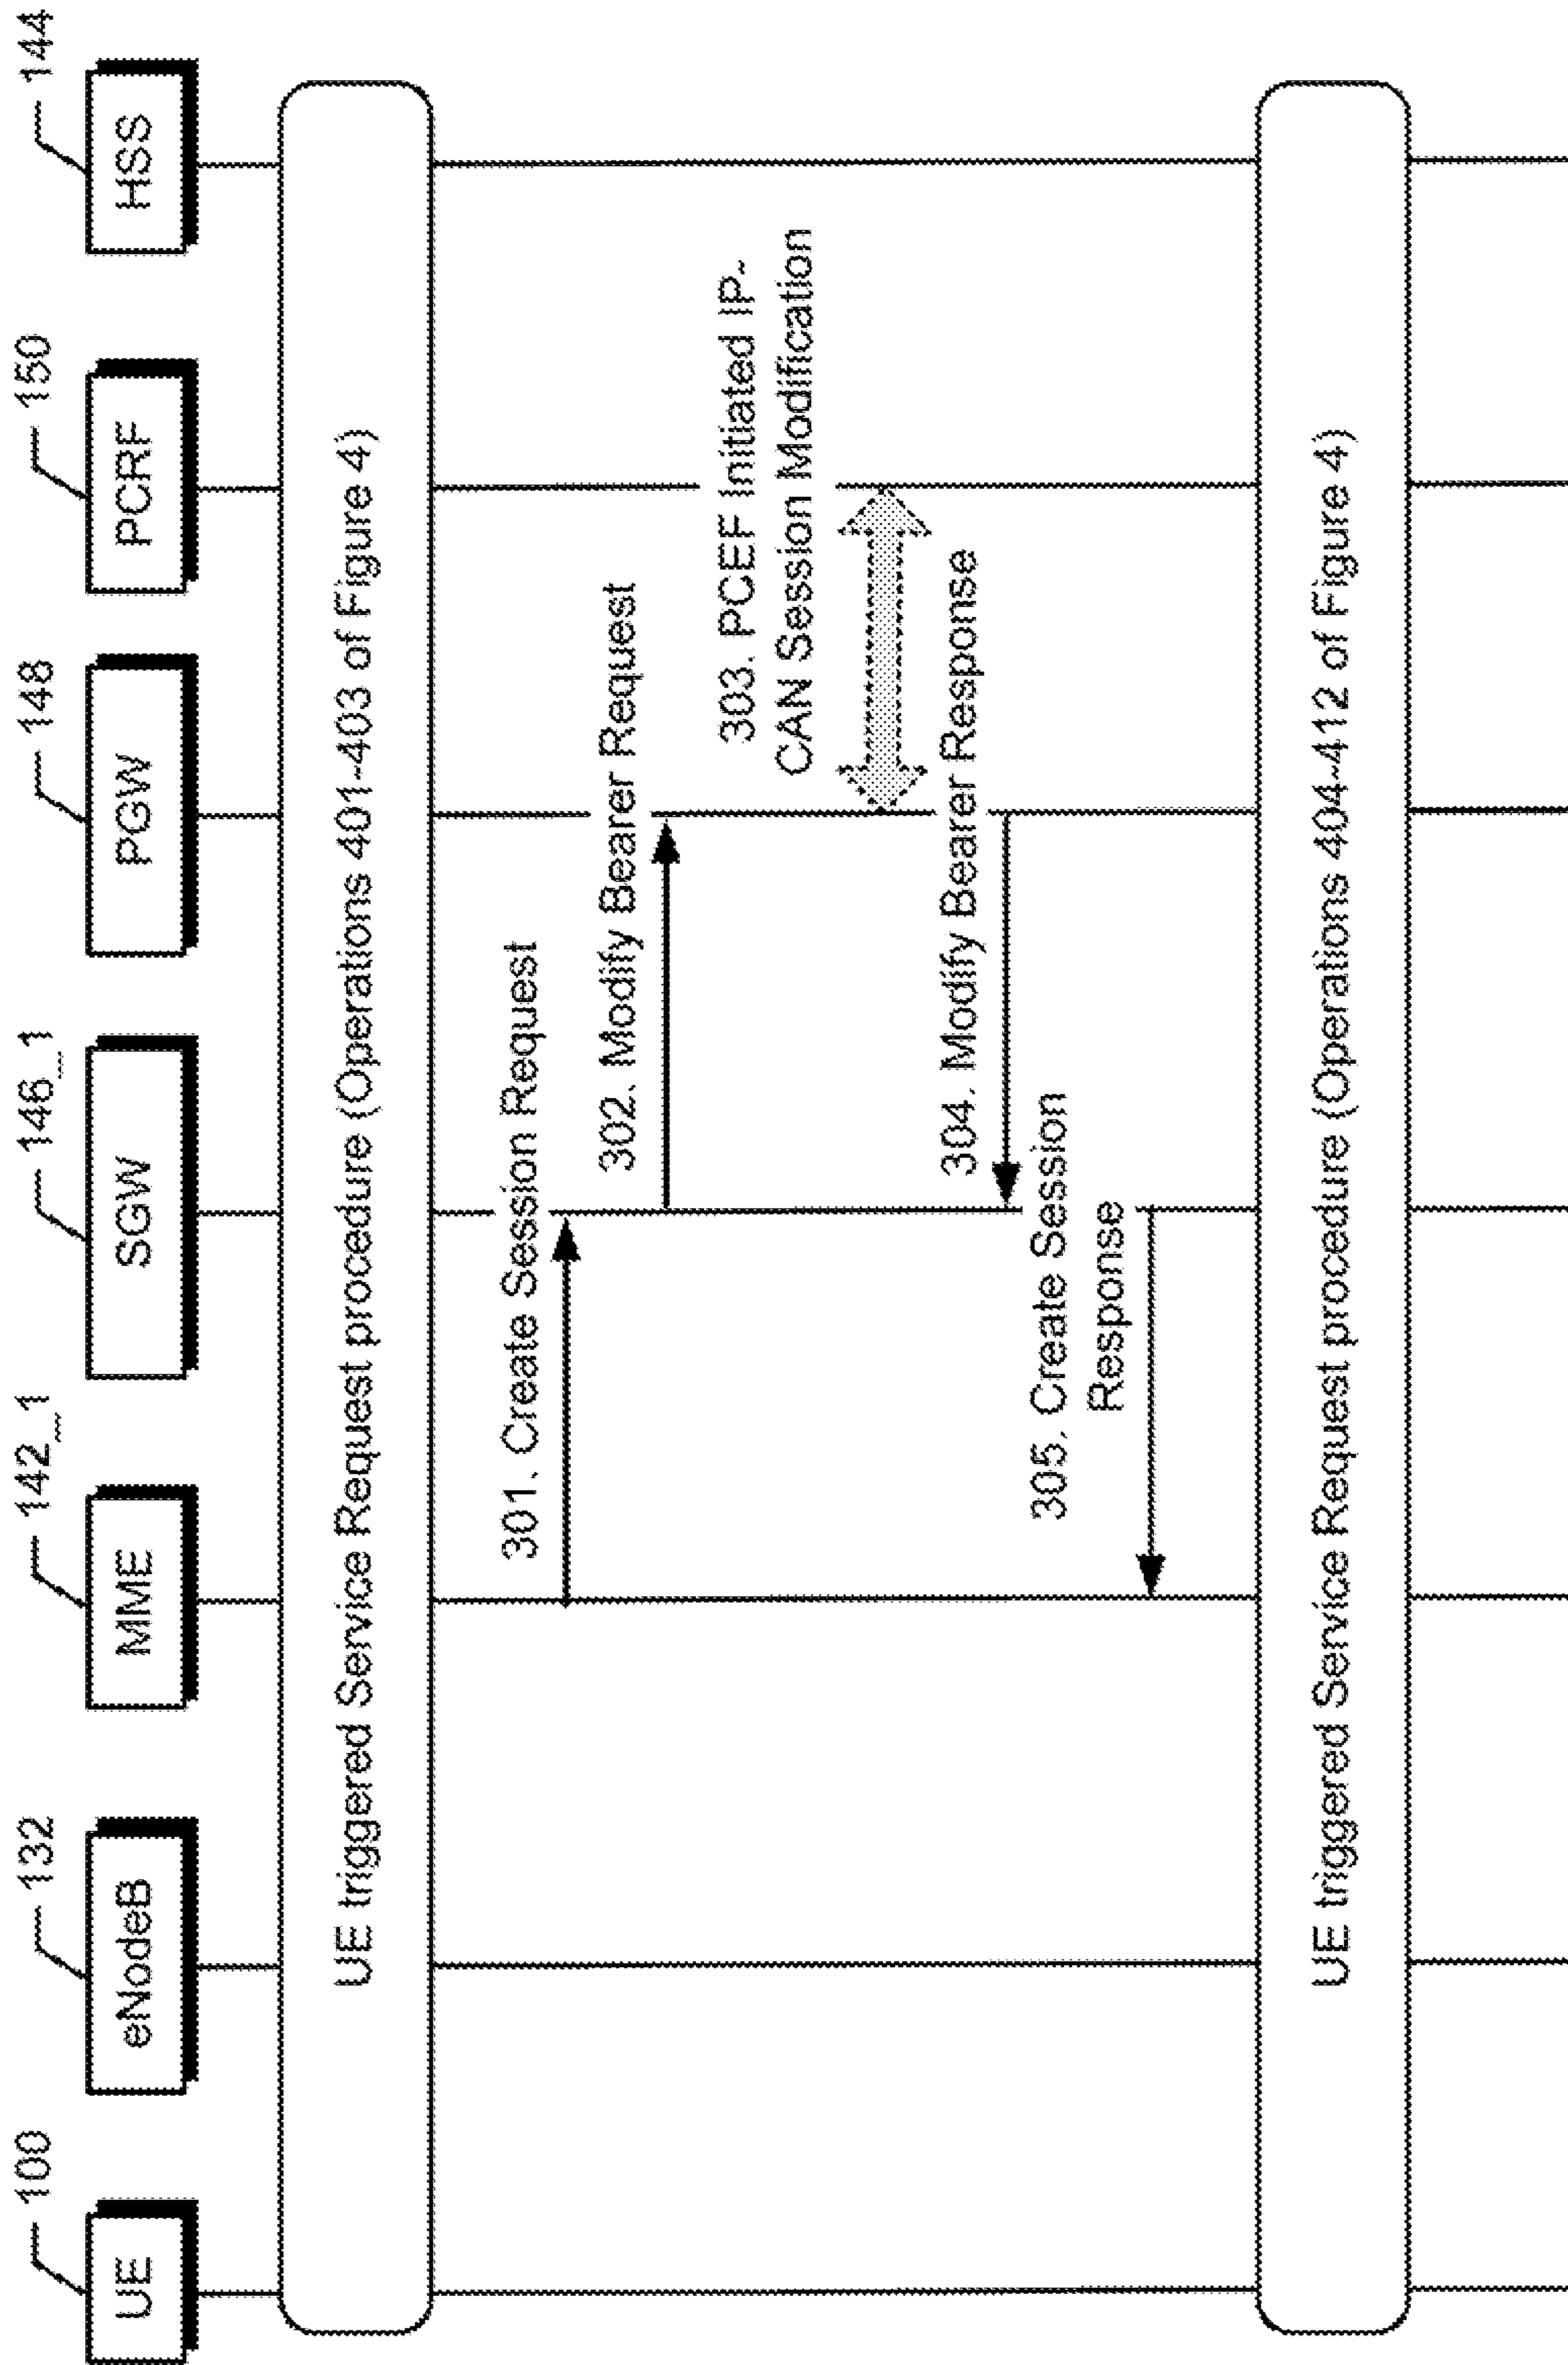 100
132
142_1
146_1
148
150
144
UE
eNodeB
MME
SGW
PGW
PCRF
HSS
UE triggered Service Request procedure (Operations 401-403 of Figure 4)
301. Create Session Request
302. Modify Bearer Request
303. PCEF Initiated IP-
CAN Session Modification
304. Modify Bearer Response
305. Create Session
Response
UE triggered Service Request procedure (Operations 404-412 of Figure 4)